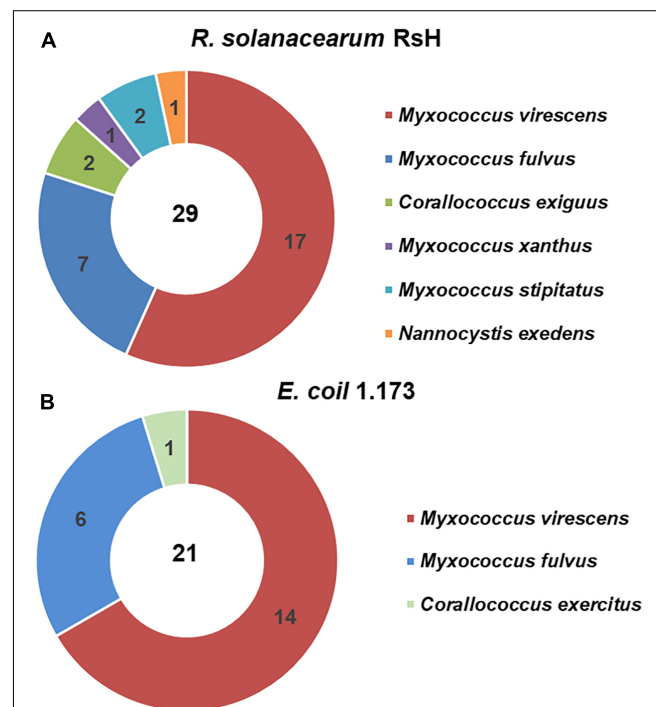 A
R. solanacearum RsH
1
2
1
2
7
29
17
Myxococcus virescens
Myxococcus fulvus
Corallococcus exiguus
Myxococcus xanthus
Myxococcus stipitatus
Nannocystis exedens
B
E. coil 1.173
1
6
21
14
Myxococcus virescens
Myxococcus fulvus
Corallococcus exercitus